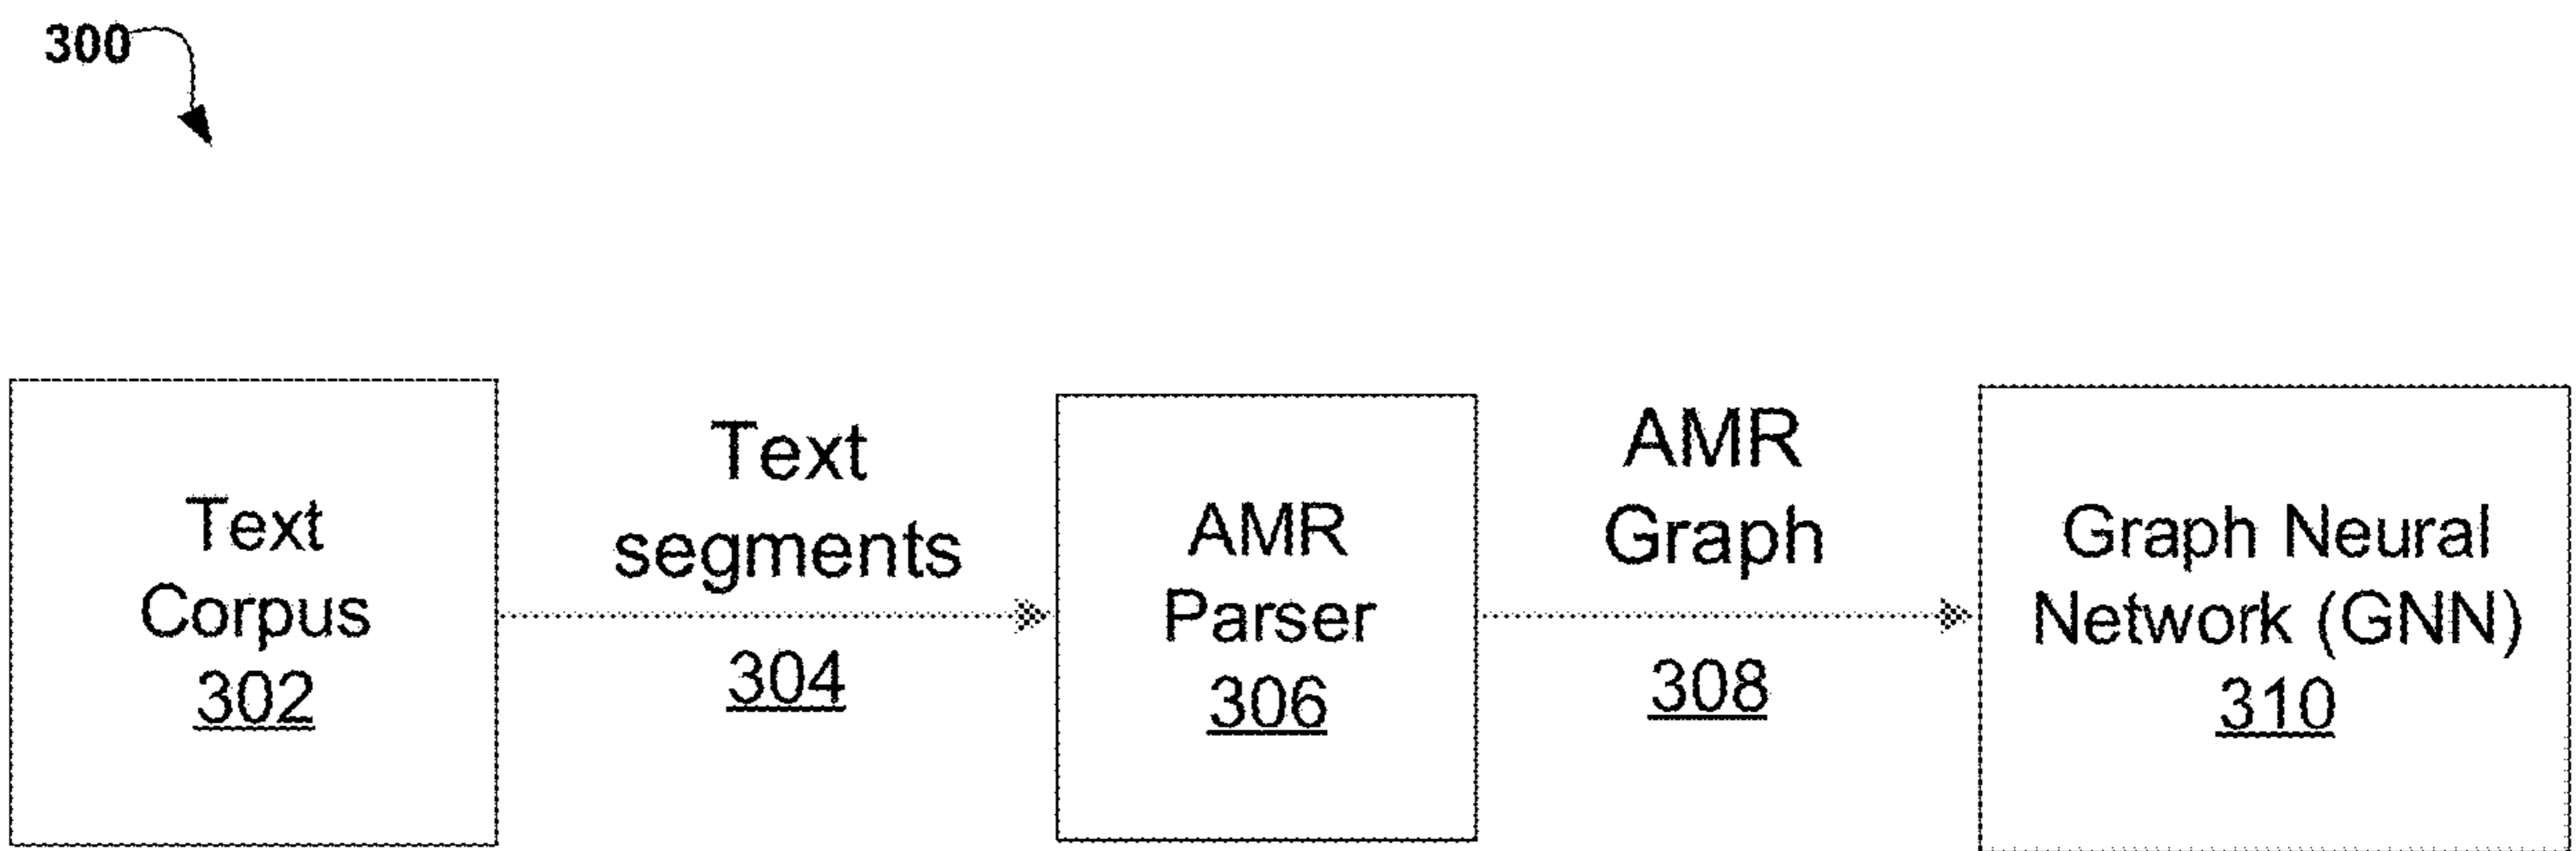 300
Text
Corpus
302
Text
segments
304
AMR
Parser
306
AMR
Graph
308
Graph Neural
Network (GNN)
310